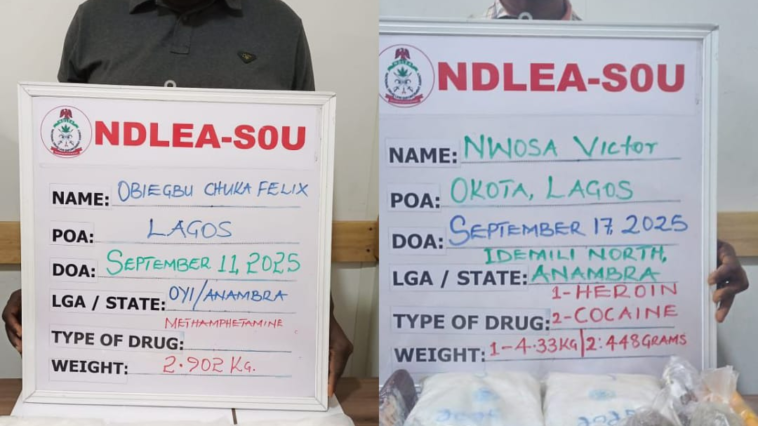 NDLEA-SOU
NAME: OBIEGBU CHUKA FELIX
POA: LAGOS
DOA: SEPTEMBER 11, 2025
LGA / STATE: OYI/ANAMBRA
METHAMPHETAMINE
TYPE OF DRUG:
WEIGHT: 2.902 KG.
NDLEA-SOU
NAME: NWOSA VICTOR
POA: OKOTA, LAGOS
DOA: SEPTEMBER 17, 2025
IDEMILI NORTH,
LGA / STATE: ANAMBRA
1-HEROIN
TYPE OF DRUG: 2-COCAINE
WEIGHT: 1-4.33KG/2:448GRAMS